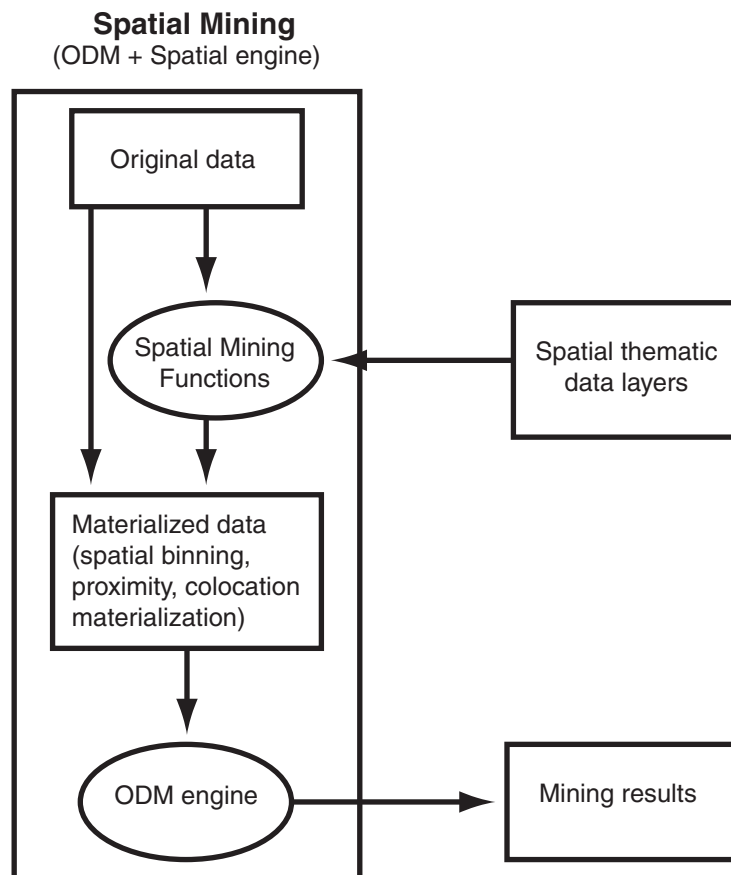 Spatial Mining
(ODM + Spatial engine)
Original data
Spatial Mining
Functions
Spatial thematic
data layers
Materialized data
(spatial binning,
proximity, colocation
materialization)
ODM engine
Mining results